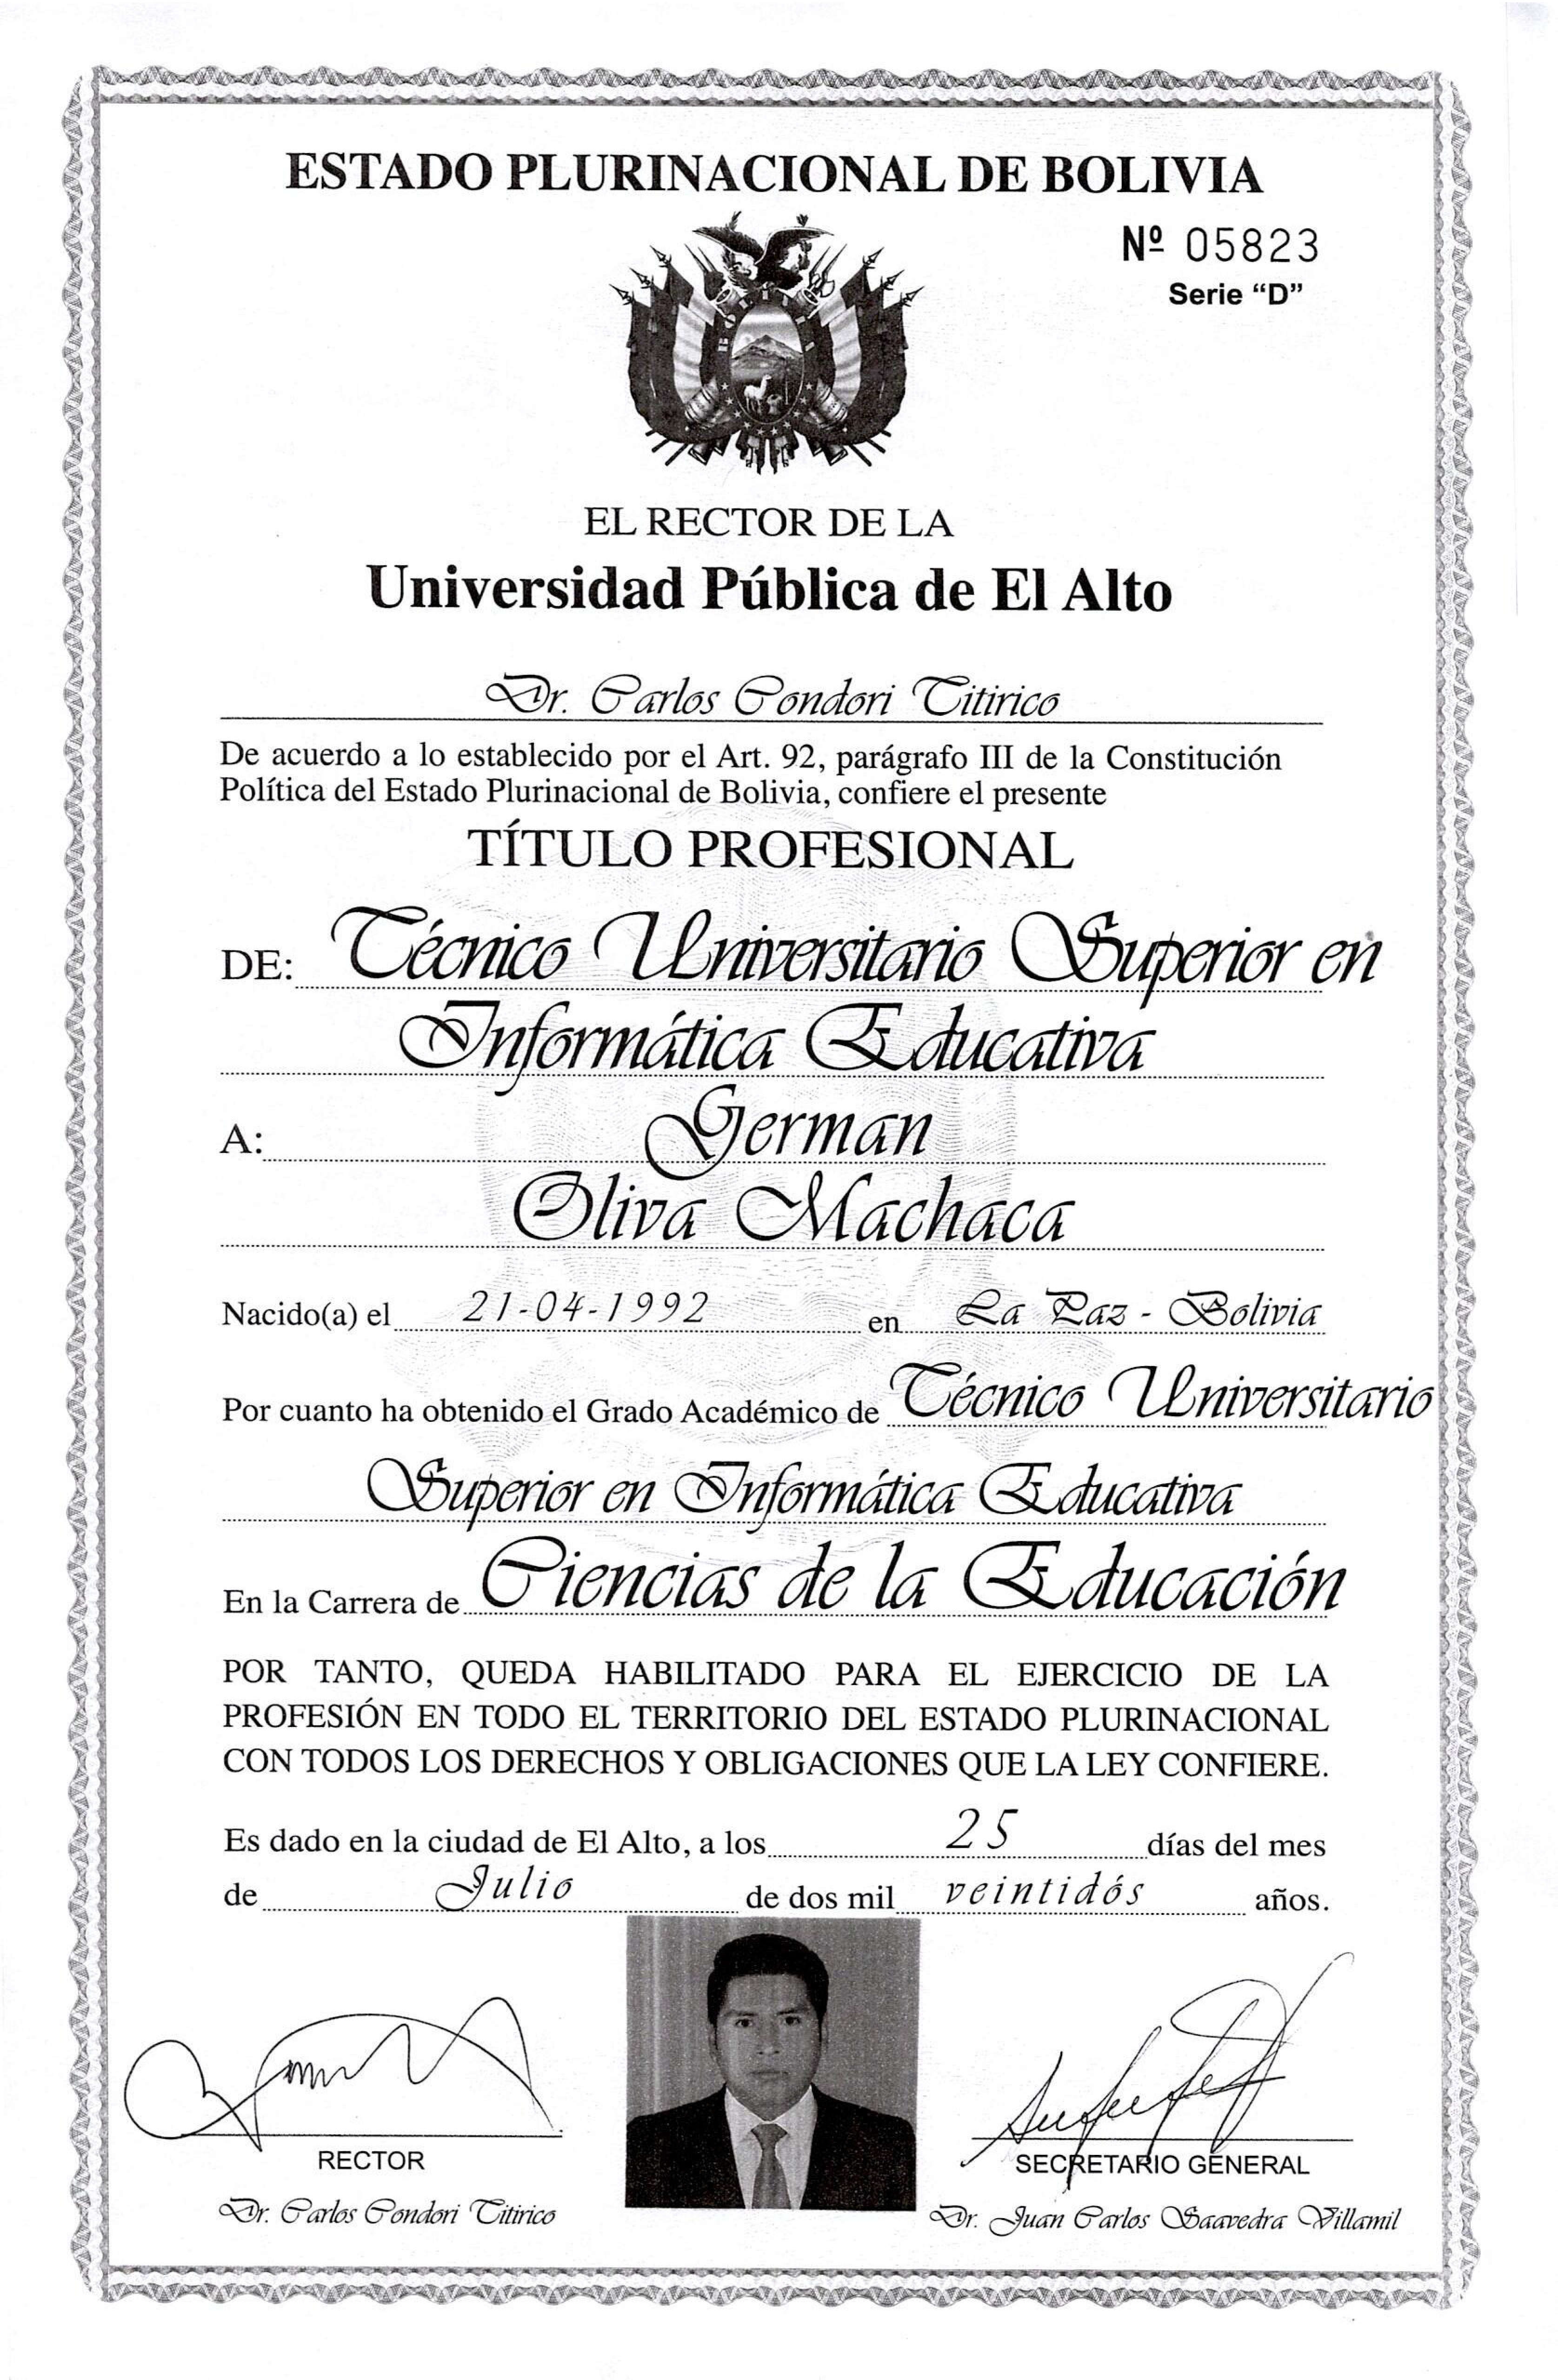 ESTADO PLURINACIONAL DE BOLIVIA
Nº 05823
Serie “D”
EL RECTOR DE LA
Universidad Pública de El Alto
Dr. Carlos Condori Titirico
De acuerdo a lo establecido por el Art. 92, parágrafo III de la Constitución
Política del Estado Plurinacional de Bolivia, confiere el presente
TÍTULO PROFESIONAL
DE: Técnico Universitario Superior en
Informática Educativa
A: German
Oliva Machaca
Nacido(a) el 21-04-1992 en La Paz - Bolivia
Por cuanto ha obtenido el Grado Académico de Técnico Universitario
Superior en Informática Educativa
En la Carrera de Ciencias de la Educación
POR TANTO, QUEDA HABILITADO PARA EL EJERCICIO DE LA
PROFESIÓN EN TODO EL TERRITORIO DEL ESTADO PLURINACIONAL
CON TODOS LOS DERECHOS Y OBLIGACIONES QUE LA LEY CONFIERE.
Es dado en la ciudad de El Alto, a los 25 días del mes
de Julio de dos mil veintidós años.
RECTOR
SECRETARIO GENERAL
Dr. Carlos Condori Titirico
Dr. Juan Carlos Saavedra Villamil